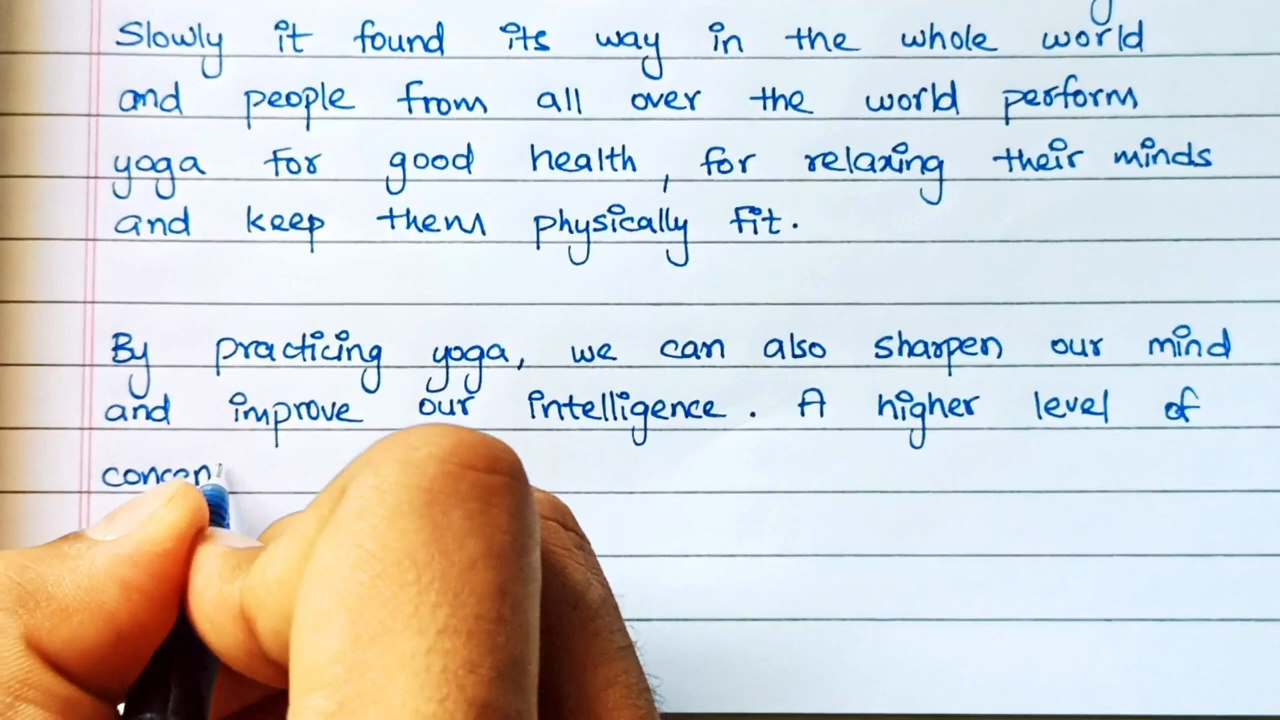 Slowly it found its way in the whole world
and people from all over the world perform
yoga for good health, for relaxing their minds
and keep them physically fit.
By practicing yoga, we can also sharpen our mind
and improve our intelligence. A higher level of
concen